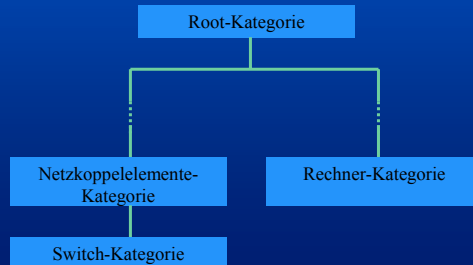 Root-Kategorie
Netzkoppelelemente-
Kategorie
Rechner-Kategorie
Switch-Kategorie